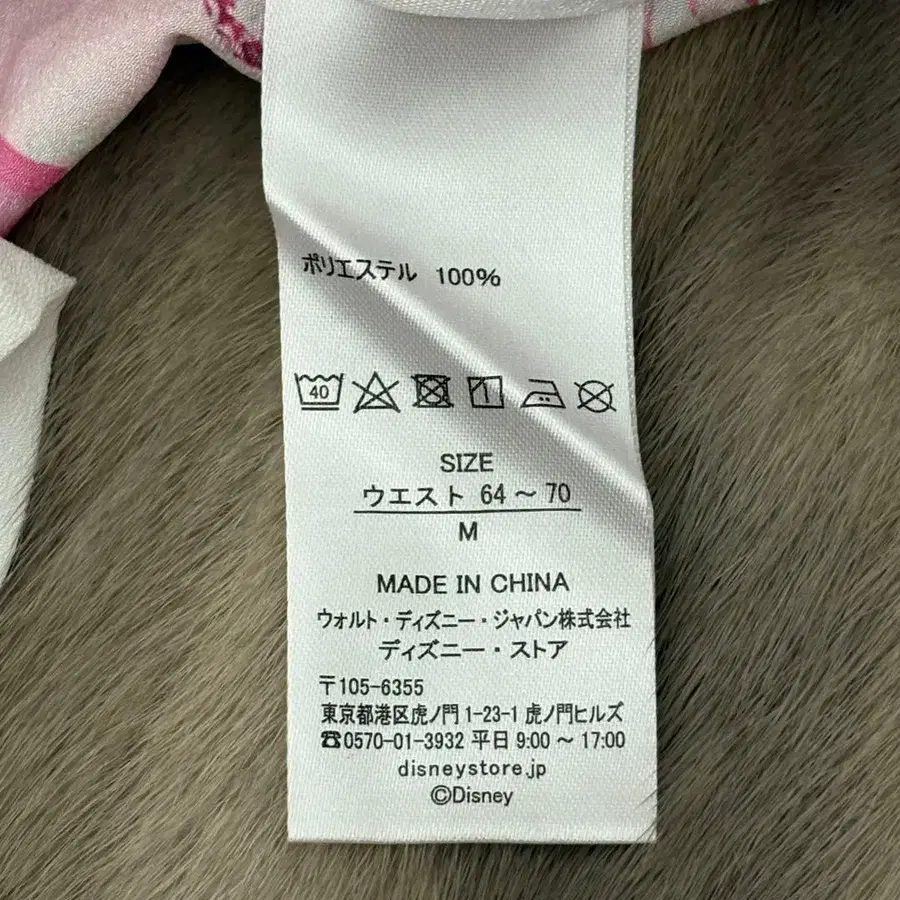 ポリエステル 100%
40
SIZE
ウエスト 64 ～ 70
M
MADE IN CHINA
ウォルト・ディズニー・ジャパン株式会社
ディズニー・ストア
〒105-6355
東京都港区虎ノ門 1-23-1 虎ノ門ヒルズ
☎0570-01-3932 平日 9:00 ～ 17:00
disneystore.jp
©Disney